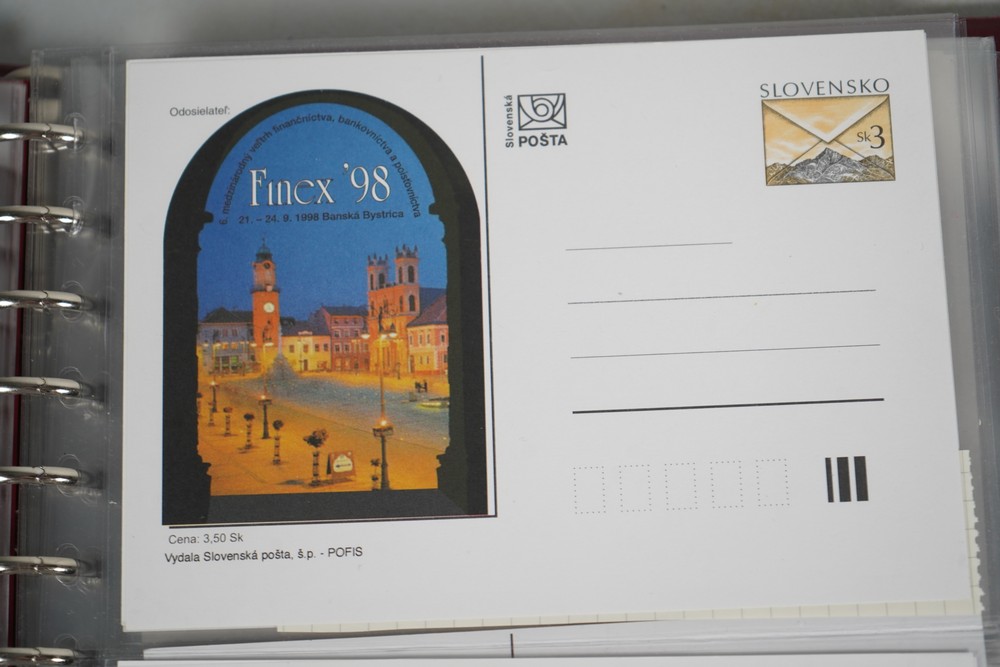 Odosielateľ:
6. medzinárodný veľtrh finančníctva, bankovníctva a poisťovníctva
Finex '98
21. – 24. 9. 1998 Banská Bystrica
Cena: 3,50 Sk
Vydala Slovenská pošta, š.p. - POFIS
Slovenská
POŠTA
SLOVENSKO
Sk3